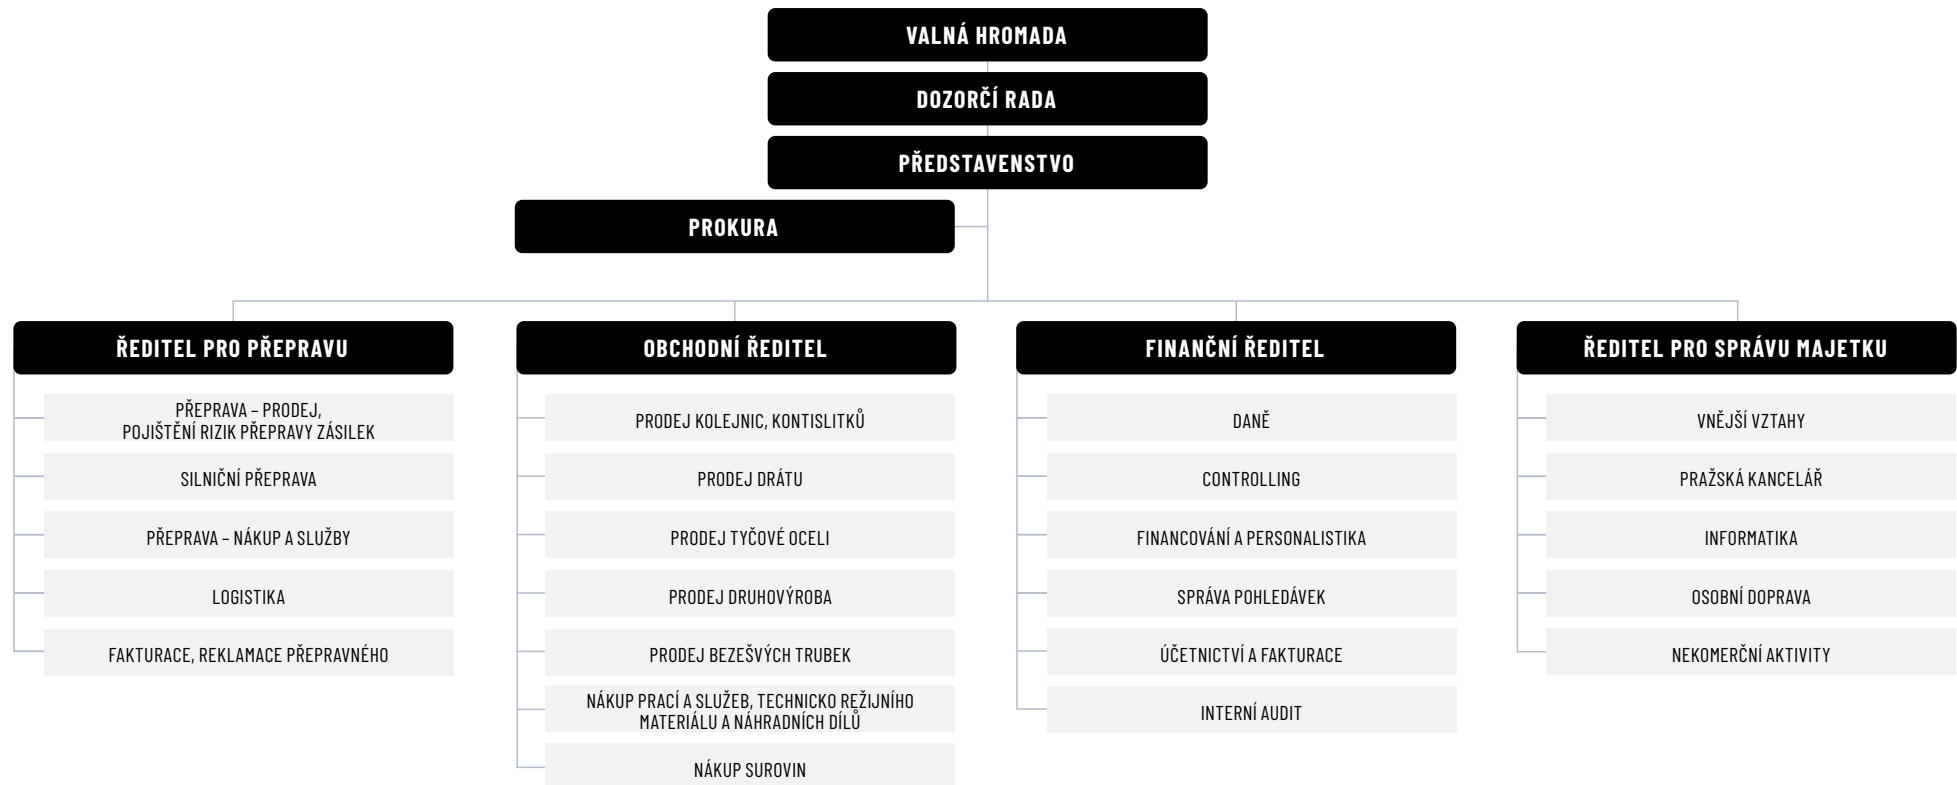 VALNÁ HROMADA
DOZORČÍ RADA
PŘEDSTAVENSTVO
PROKURA
ŘEDITEL PRO PŘEPRAVU
PŘEPRAVA – PRODEJ,
POJIŠTĚNÍ RIZIK PŘEPRAVY ZÁSILEK
SILNIČNÍ PŘEPRAVA
PŘEPRAVA – NÁKUP A SLUŽBY
LOGISTIKA
FAKTURACE, REKLAMACE PŘEPRAVNÉHO
OBCHODNÍ ŘEDITEL
PRODEJ KOLEJNIC, KONTISLITKŮ
PRODEJ DRÁTU
PRODEJ TYČOVÉ OCELI
PRODEJ DRUHOVÝROBA
PRODEJ BEZEŠVÝCH TRUBEK
NÁKUP PRACÍ A SLUŽEB, TECHNICKO REŽIJNÍHO
MATERIÁLU A NÁHRADNÍCH DÍLŮ
NÁKUP SUROVIN
FINANČNÍ ŘEDITEL
DANĚ
CONTROLLING
FINANCOVÁNÍ A PERSONALISTIKA
SPRÁVA POHLEDÁVEK
ÚČETNICTVÍ A FAKTURACE
INTERNÍ AUDIT
ŘEDITEL PRO SPRÁVU MAJETKU
VNĚJŠÍ VZTAHY
PRAŽSKÁ KANCELÁŘ
INFORMATIKA
OSOBNÍ DOPRAVA
NEKOMERČNÍ AKTIVITY